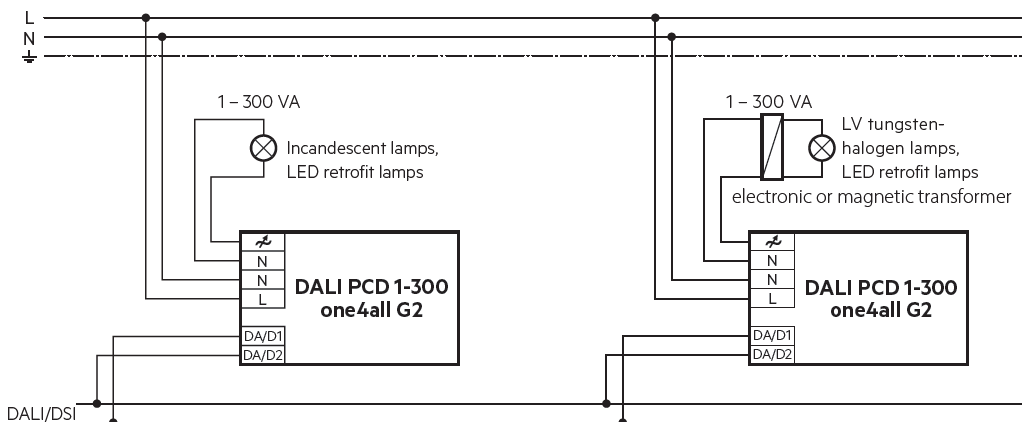 L
N
1 – 300 VA
Incandescent lamps,
LED retrofit lamps
N
N
L
DA/D1
DA/D2
DALI PCD 1-300
one4all G2
1 – 300 VA
LV tungsten-
halogen lamps,
LED retrofit lamps
electronic or magnetic transformer
N
N
L
DA/D1
DA/D2
DALI PCD 1-300
one4all G2
DALI/DSI